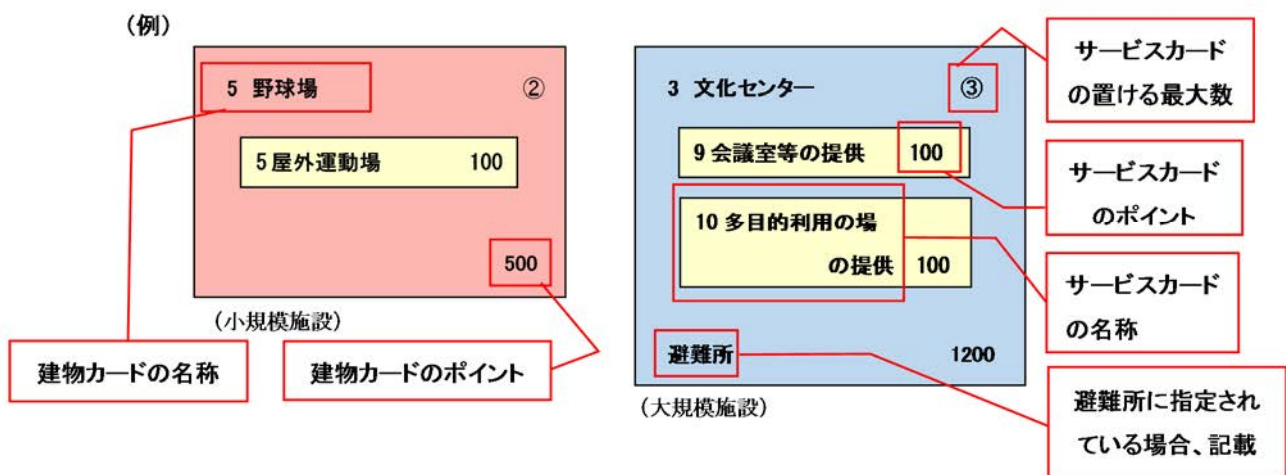 (例)
5 野球場 ②
5屋外運動場 100
500
(小規模施設)
建物カードの名称
建物カードのポイント
3 文化センター ③
9会議室等の提供 100
10多目的利用の場
の提供 100
避難所 1200
(大規模施設)
サービスカード
の置ける最大数
サービスカード
のポイント
サービスカード
の名称
避難所に指定され
ている場合、記載